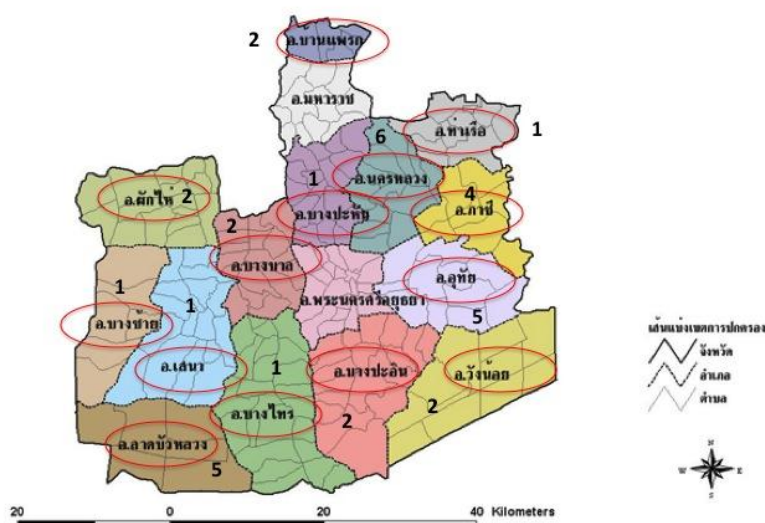 2 อ.บ้านแพรก
อ.มหาราช
6 อ.ท่าเรือ 1
1 อ.นครหลวง
อ.ผักไห่ 2
4
2 อ.บางปะหัน อ.ภาชี
อ.บางบาล อ.อุทัย
1 1 อ.พระนครศรีอยุธยา 5
อ.บางซ้าย
เส้นแบ่งเขตการปกครอง
จังหวัด
อำเภอ
ตำบล
อ.เสนา 1 อ.บางปะอิน อ.วังน้อย
อ.บางไทร 2 2
อ.ลาดบัวหลวง 5
N
W E
S
20 0 20 40 Kilometers